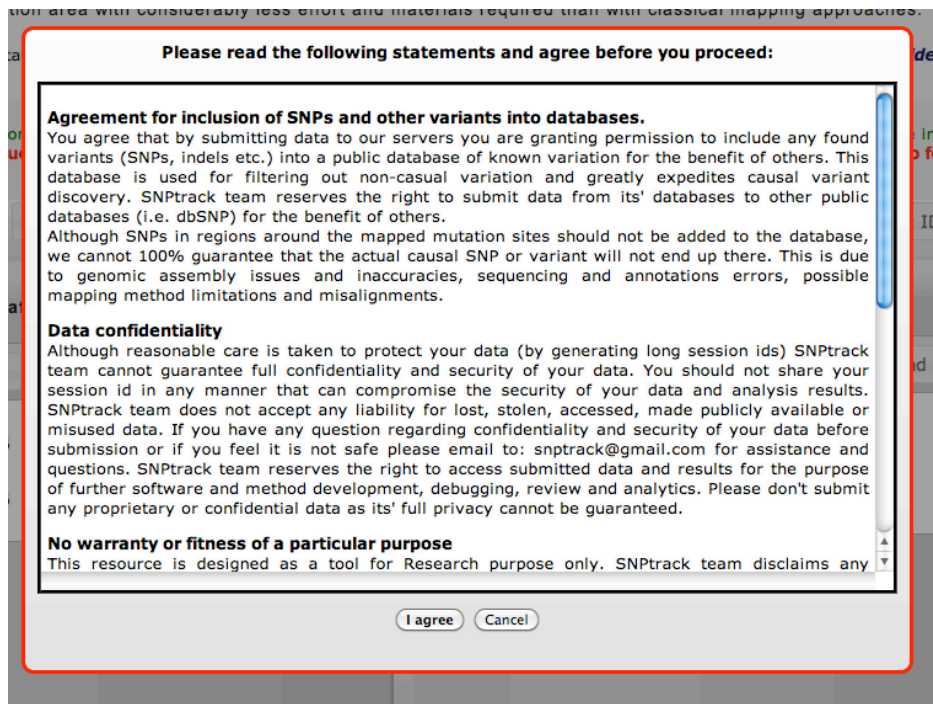 tion area with considerably less effort and materials required than with classical mapping approaches.
Please read the following statements and agree before you proceed:
Agreement for inclusion of SNPs and other variants into databases.
You agree that by submitting data to our servers you are granting permission to include any found
variants (SNPs, indels etc.) into a public database of known variation for the benefit of others. This
database is used for filtering out non-casual variation and greatly expedites causal variant
discovery. SNPtrack team reserves the right to submit data from its' databases to other public
databases (i.e. dbSNP) for the benefit of others.
Although SNPs in regions around the mapped mutation sites should not be added to the database,
we cannot 100% guarantee that the actual causal SNP or variant will not end up there. This is due
to genomic assembly issues and inaccuracies, sequencing and annotations errors, possible
mapping method limitations and misalignments.
Data confidentiality
Although reasonable care is taken to protect your data (by generating long session ids) SNPtrack
team cannot guarantee full confidentiality and security of your data. You should not share your
session id in any manner that can compromise the security of your data and analysis results.
SNPtrack team does not accept any liability for lost, stolen, accessed, made publicly available or
misused data. If you have any question regarding confidentiality and security of your data before
submission or if you feel it is not safe please email to: snptrack@gmail.com for assistance and
questions. SNPtrack team reserves the right to access submitted data and results for the purpose
of further software and method development, debugging, review and analytics. Please don't submit
any proprietary or confidential data as its' full privacy cannot be guaranteed.
No warranty or fitness of a particular purpose
This resource is designed as a tool for Research purpose only. SNPtrack team disclaims any
I agree Cancel